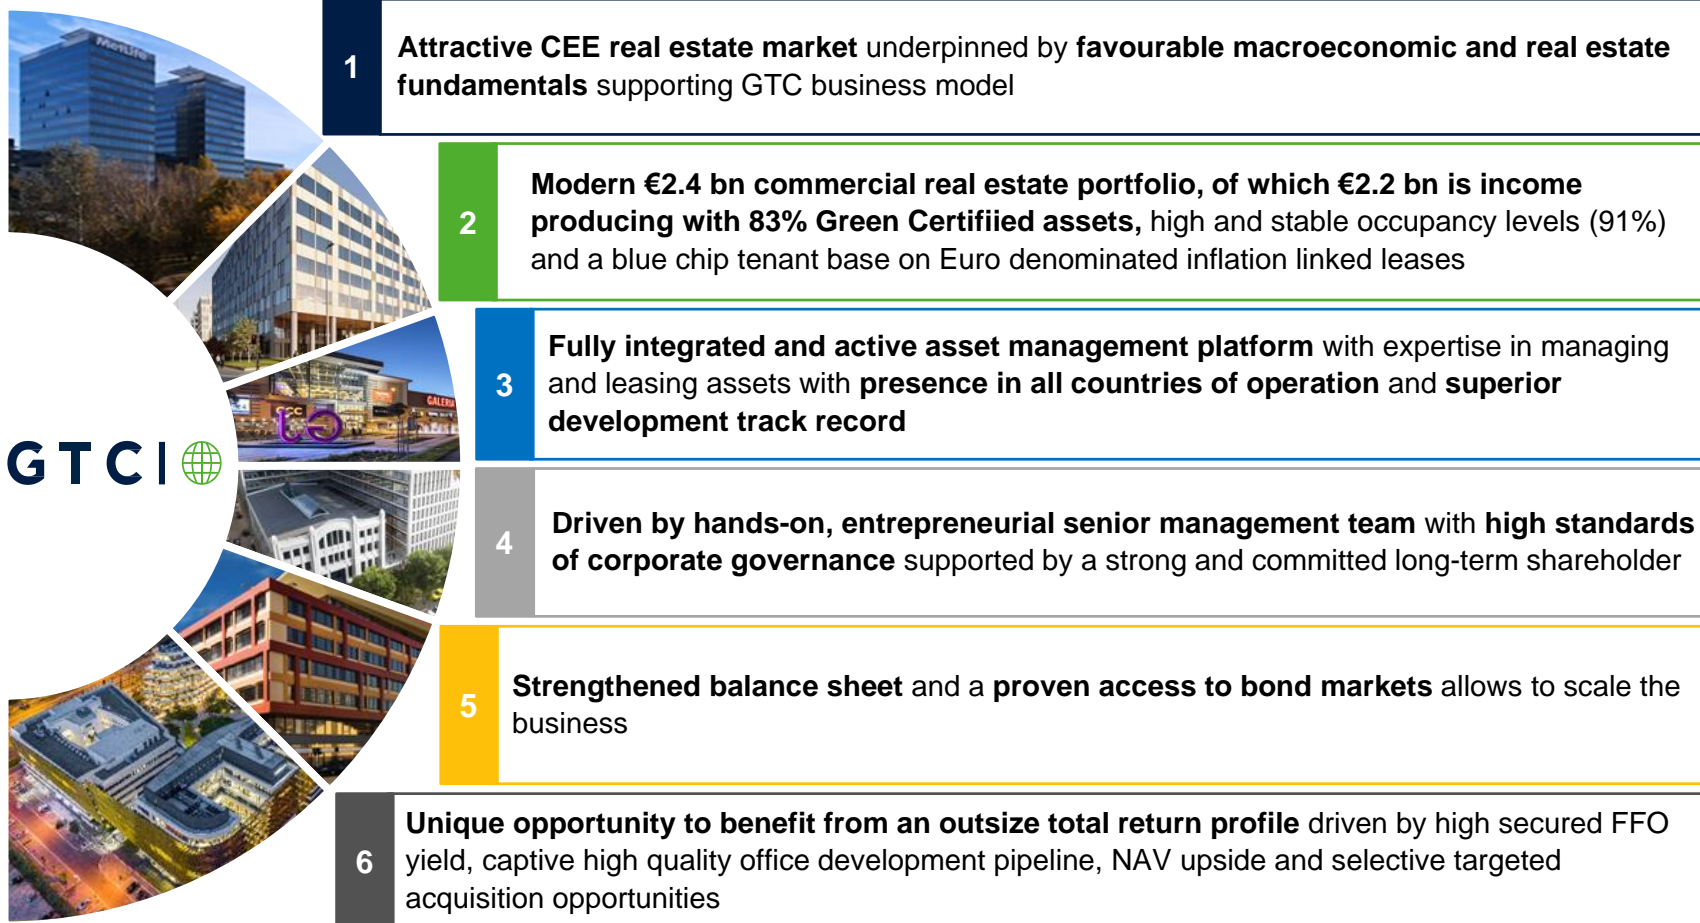 MetLife
GALERIA
CCC
GTC
1
Attractive CEE real estate market underpinned by favourable macroeconomic and real estate
fundamentals supporting GTC business model
2
Modern €2.4 bn commercial real estate portfolio, of which €2.2 bn is income
producing with 83% Green Certifiied assets, high and stable occupancy levels (91%)
and a blue chip tenant base on Euro denominated inflation linked leases
3
Fully integrated and active asset management platform with expertise in managing
and leasing assets with presence in all countries of operation and superior
development track record
4
Driven by hands-on, entrepreneurial senior management team with high standards
of corporate governance supported by a strong and committed long-term shareholder
5
Strengthened balance sheet and a proven access to bond markets allows to scale the
business
6
Unique opportunity to benefit from an outsize total return profile driven by high secured FFO
yield, captive high quality office development pipeline, NAV upside and selective targeted
acquisition opportunities